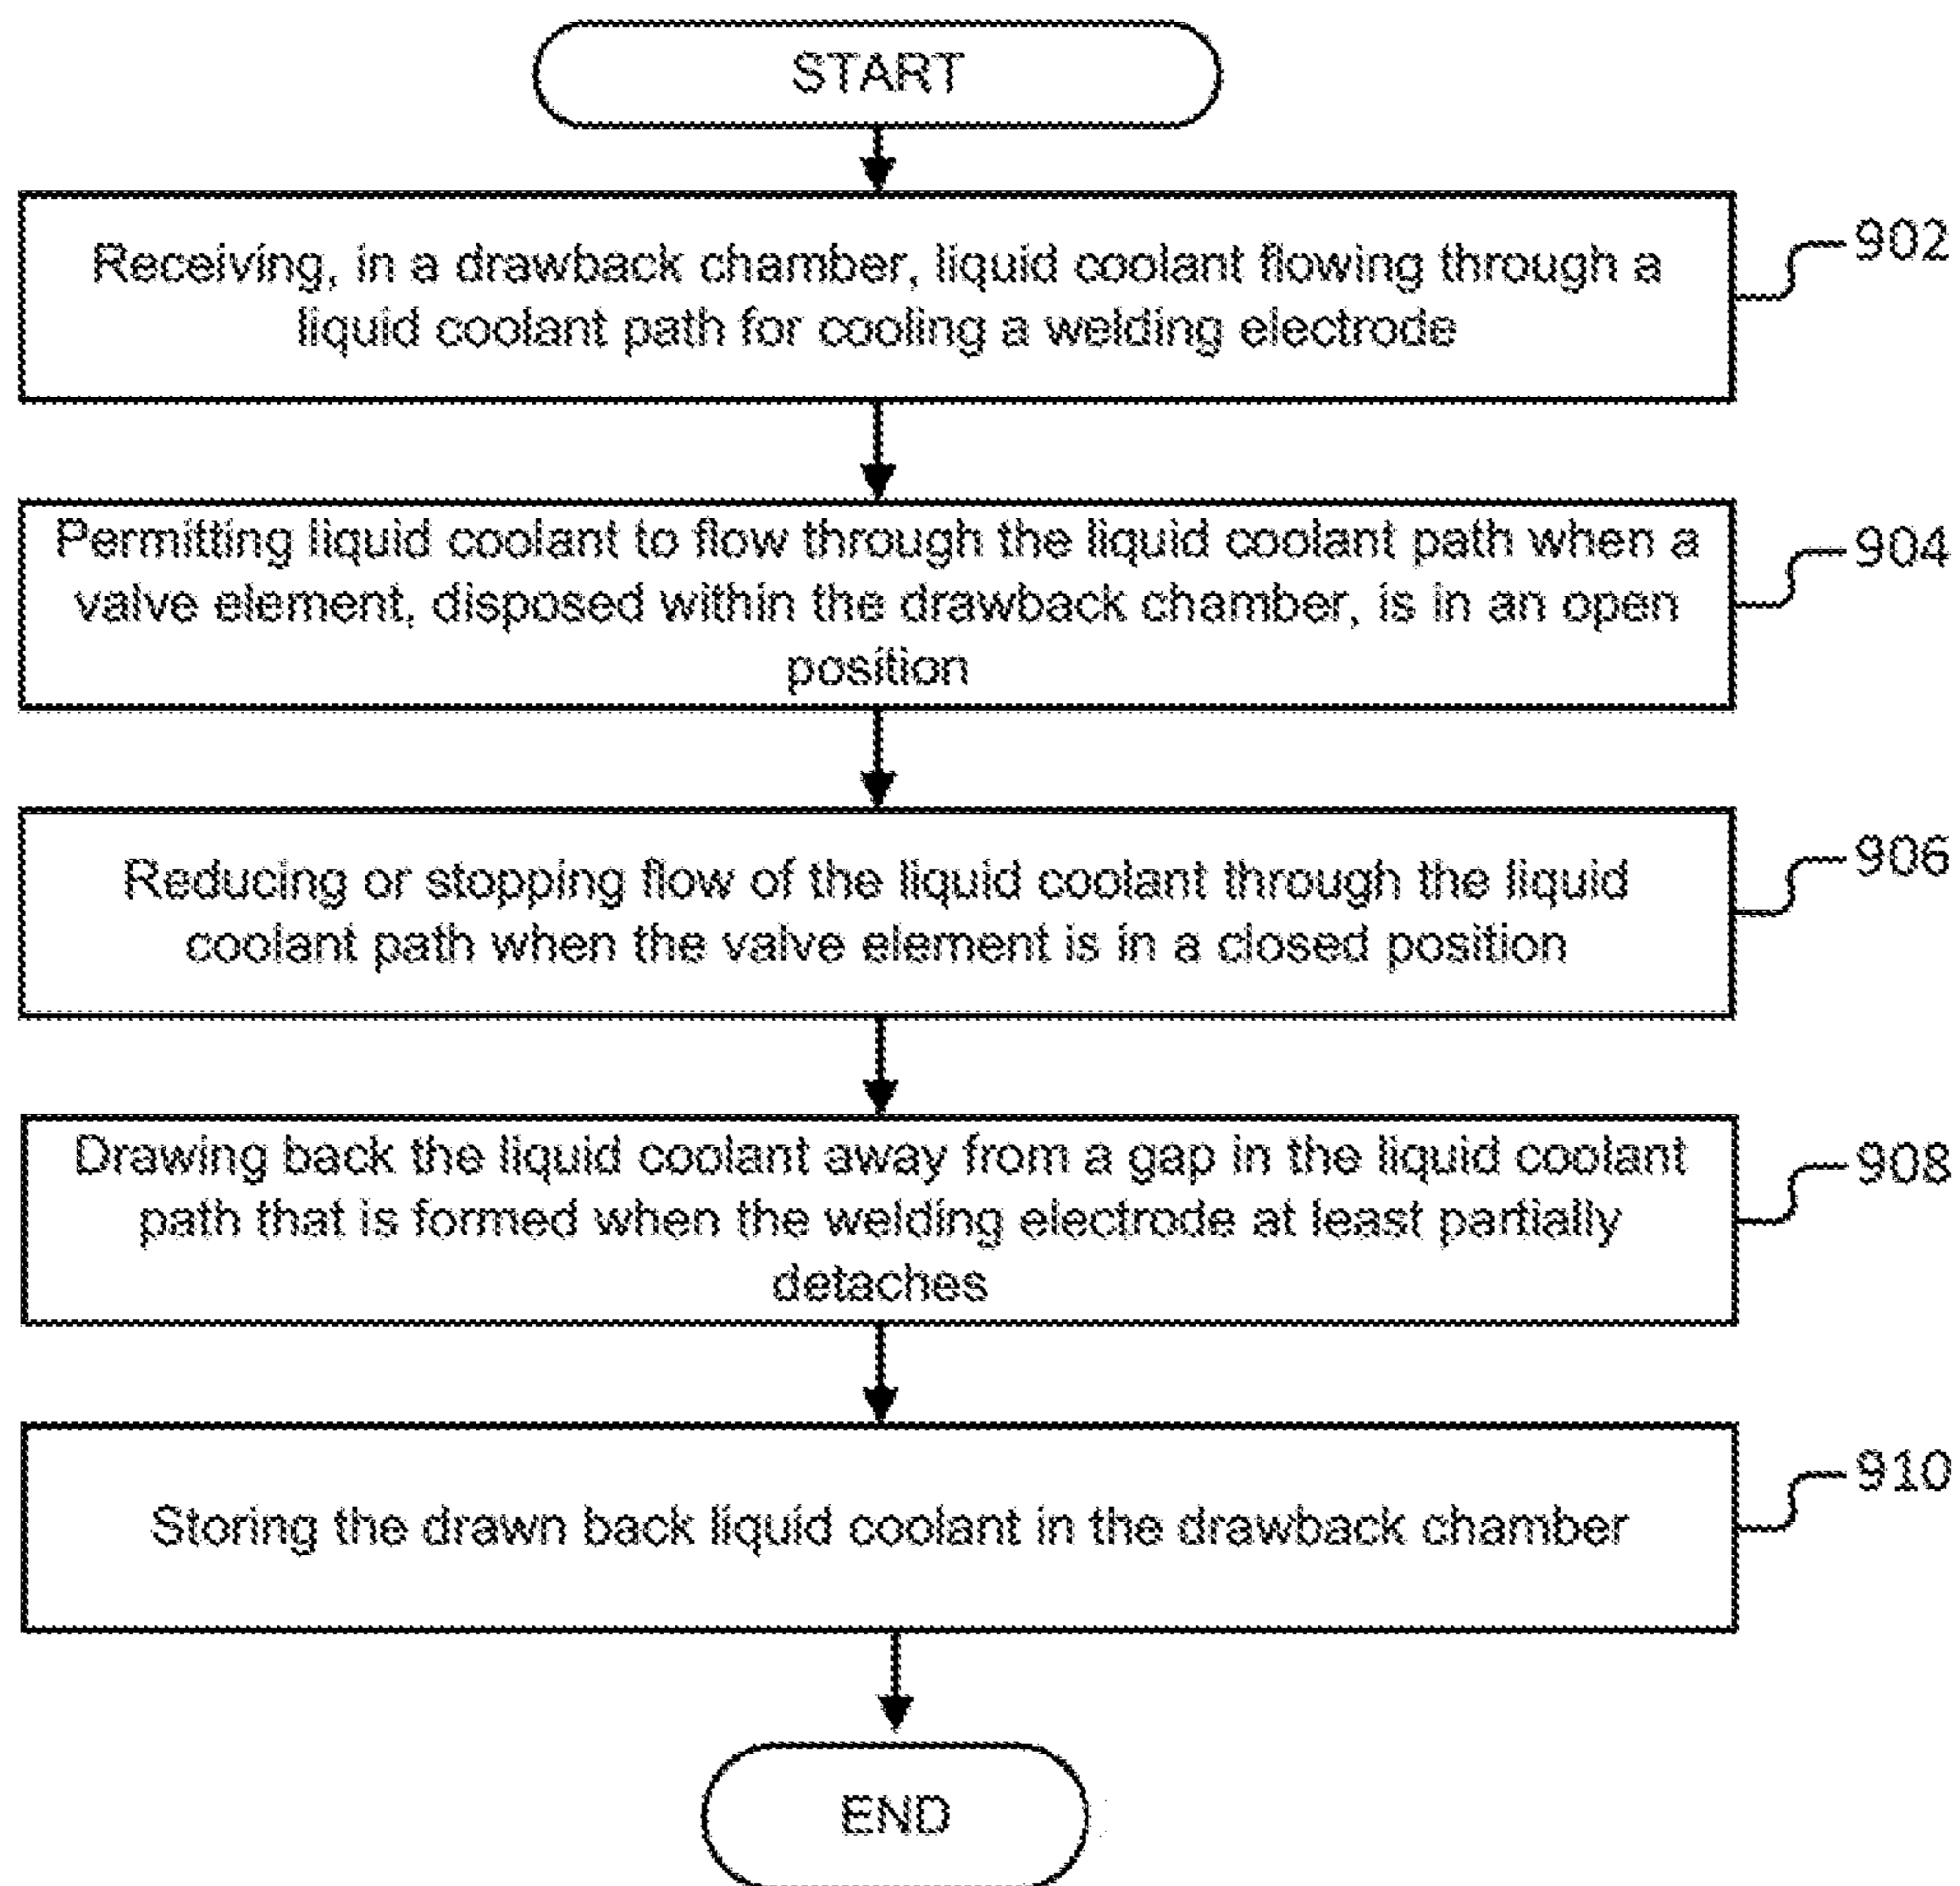 START
Receiving, in a drawback chamber, liquid coolant flowing through a
liquid coolant path for cooling a welding electrode
902
Permitting liquid coolant to flow through the liquid coolant path when a
valve element, disposed within the drawback chamber, is in an open
position
904
Reducing or stopping flow of the liquid coolant through the liquid
coolant path when the valve element is in a closed position
906
Drawing back the liquid coolant away from a gap in the liquid coolant
path that is formed when the welding electrode at least partially
detaches
908
Storing the drawn back liquid coolant in the drawback chamber
910
END